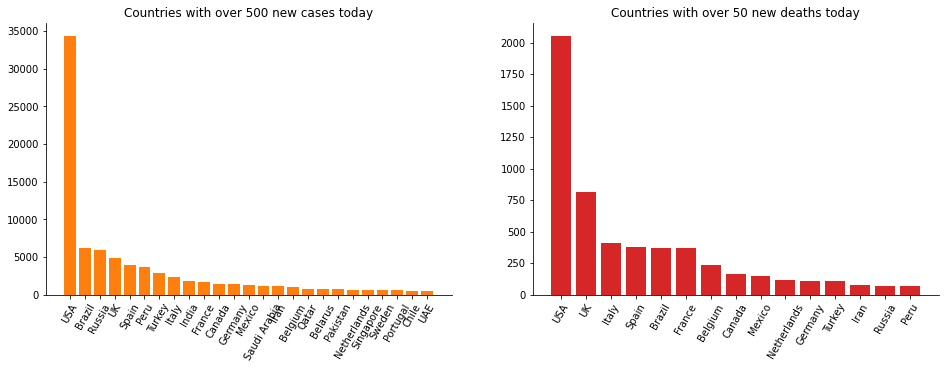 Countries with over 500 new cases today
35000
30000
25000
20000
15000
10000
5000
0
USA
Brazil
Russia
UK
Spain
Peru
Turkey
Italy
India
France
Canada
Germany
Mexico
Saudi Arabia
Iran
Belgium
Qatar
Belarus
Pakistan
Netherlands
Singapore
Sweden
Portugal
Chile
UAE
Countries with over 50 new deaths today
2000
1750
1500
1250
1000
750
500
250
0
USA
UK
Italy
Spain
Brazil
France
Belgium
Canada
Mexico
Netherlands
Germany
Turkey
Iran
Russia
Peru